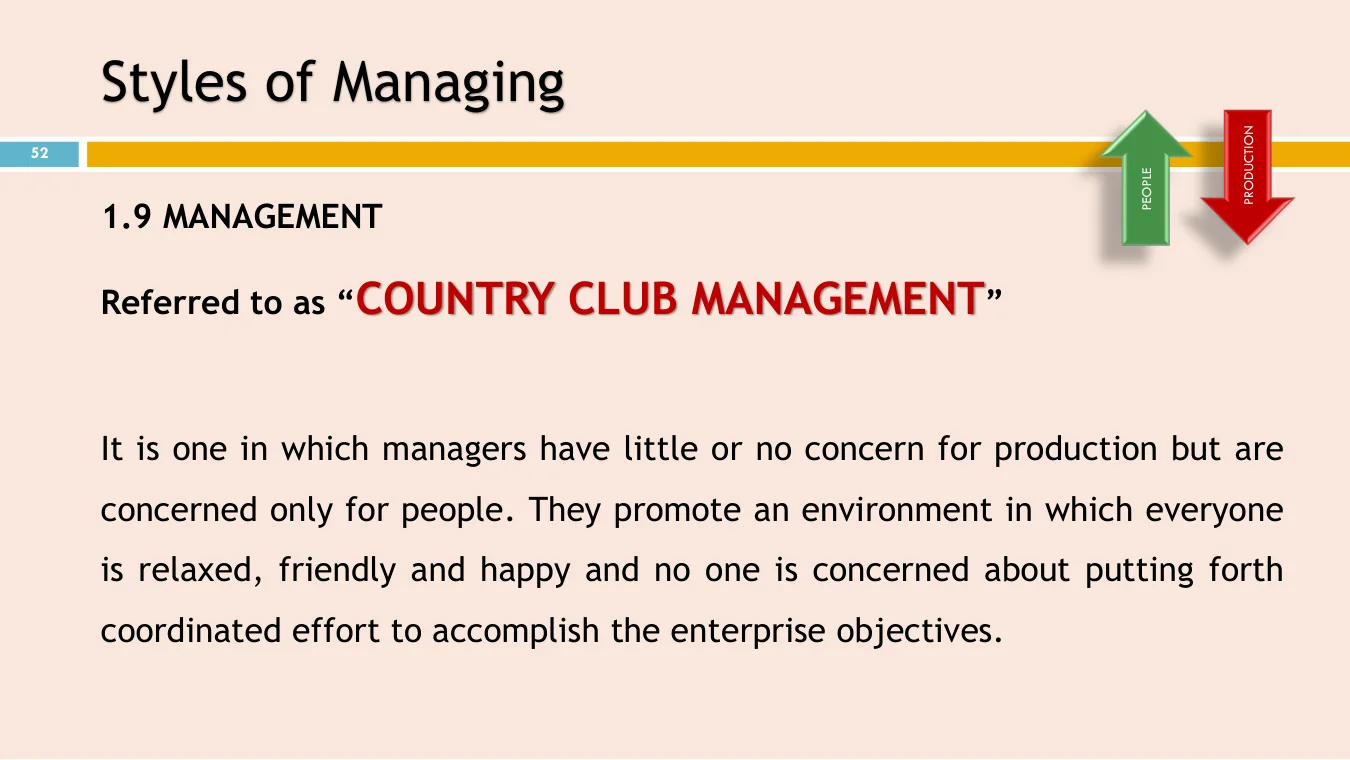 Styles of Managing
52
PEOPLE
PRODUCTION
1.9 MANAGEMENT
Referred to as “COUNTRY CLUB MANAGEMENT”
It is one in which managers have little or no concern for production but are
concerned only for people. They promote an environment in which everyone
is relaxed, friendly and happy and no one is concerned about putting forth
coordinated effort to accomplish the enterprise objectives.